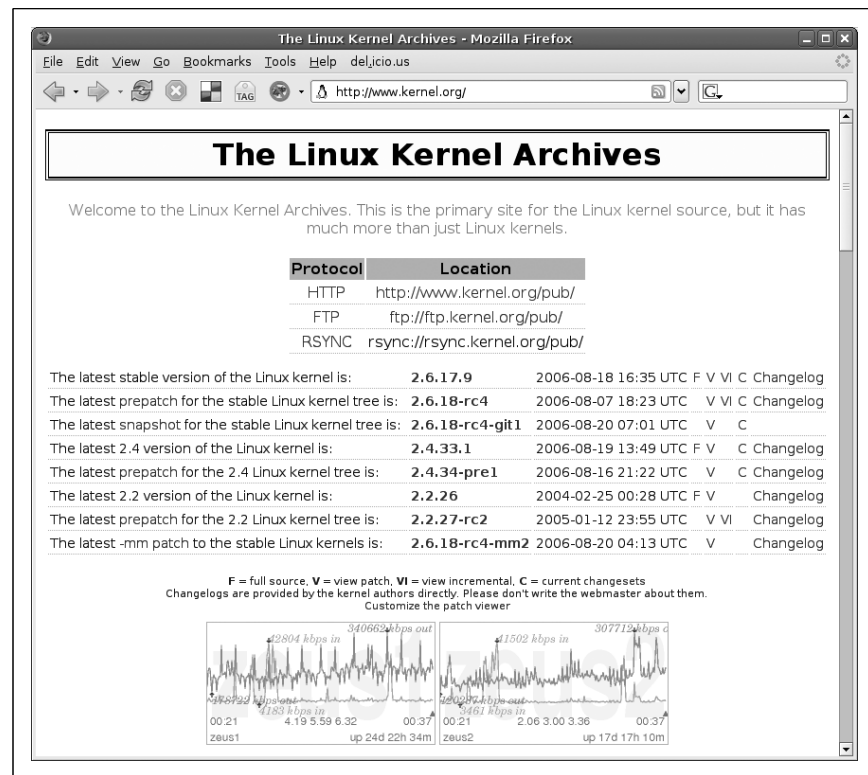 The Linux Kernel Archives - Mozilla Firefox
File Edit View Go Bookmarks Tools Help del.icio.us
TAG http://www.kernel.org/ G
The Linux Kernel Archives
Welcome to the Linux Kernel Archives. This is the primary site for the Linux kernel source, but it has
much more than just Linux kernels.
Protocol Location
HTTP http://www.kernel.org/pub/
FTP ftp://ftp.kernel.org/pub/
RSYNC rsync://rsync.kernel.org/pub/
The latest stable version of the Linux kernel is: 2.6.17.9 2006-08-18 16:35 UTC F V VI C Changelog
The latest prepatch for the stable Linux kernel tree is: 2.6.18-rc4 2006-08-07 18:23 UTC V VI C Changelog
The latest snapshot for the stable Linux kernel tree is: 2.6.18-rc4-git1 2006-08-20 07:01 UTC V C
The latest 2.4 version of the Linux kernel is: 2.4.33.1 2006-08-19 13:49 UTC F V C Changelog
The latest prepatch for the 2.4 Linux kernel tree is: 2.4.34-pre1 2006-08-16 21:22 UTC V C Changelog
The latest 2.2 version of the Linux kernel is: 2.2.26 2004-02-25 00:28 UTC F V Changelog
The latest prepatch for the 2.2 Linux kernel tree is: 2.2.27-rc2 2005-01-12 23:55 UTC V VI Changelog
The latest -mm patch to the stable Linux kernels is: 2.6.18-rc4-mm2 2006-08-20 04:13 UTC V Changelog
F = full source, V = view patch, VI = view incremental, C = current changesets
Changelogs are provided by the kernel authors directly. Please don't write the webmaster about them.
Customize the patch viewer
340662 kbps out
42804 kbps in
zeus1
178722 kbps out
4183 kbps in
00:21 4.19 5.59 6.32 00:37
zeus1 up 24d 22h 34m
307712 kbps o
41502 kbps in
zeus2
kbps out
3461 kbps in
00:21 2.06 3.00 3.36 00:37
zeus2 up 17d 17h 10m